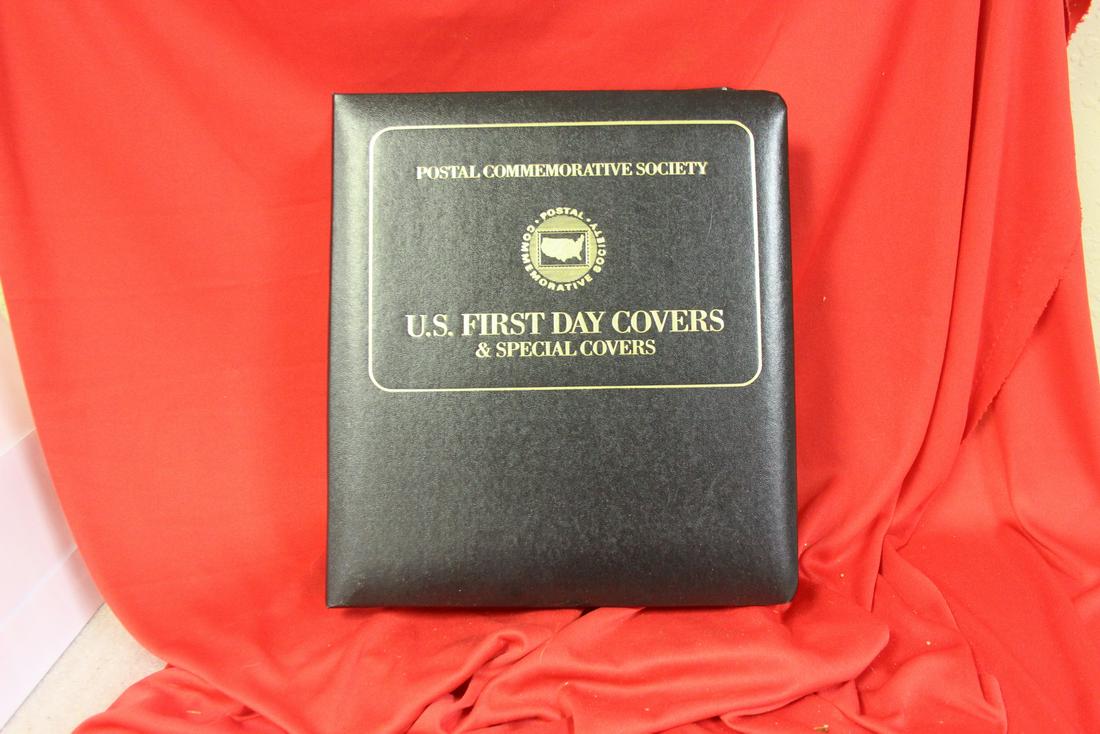 POSTAL COMMEMORATIVE SOCIETY
• POSTAL •
COMMEMORATIVE SOCIETY
U.S. FIRST DAY COVERS
& SPECIAL COVERS